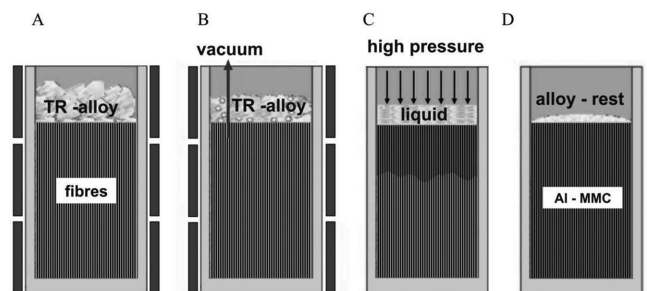 A
B
C
D
vacuum
high pressure
TR -alloy
TR -alloy
liquid
alloy - rest
fibres
Al - MMC